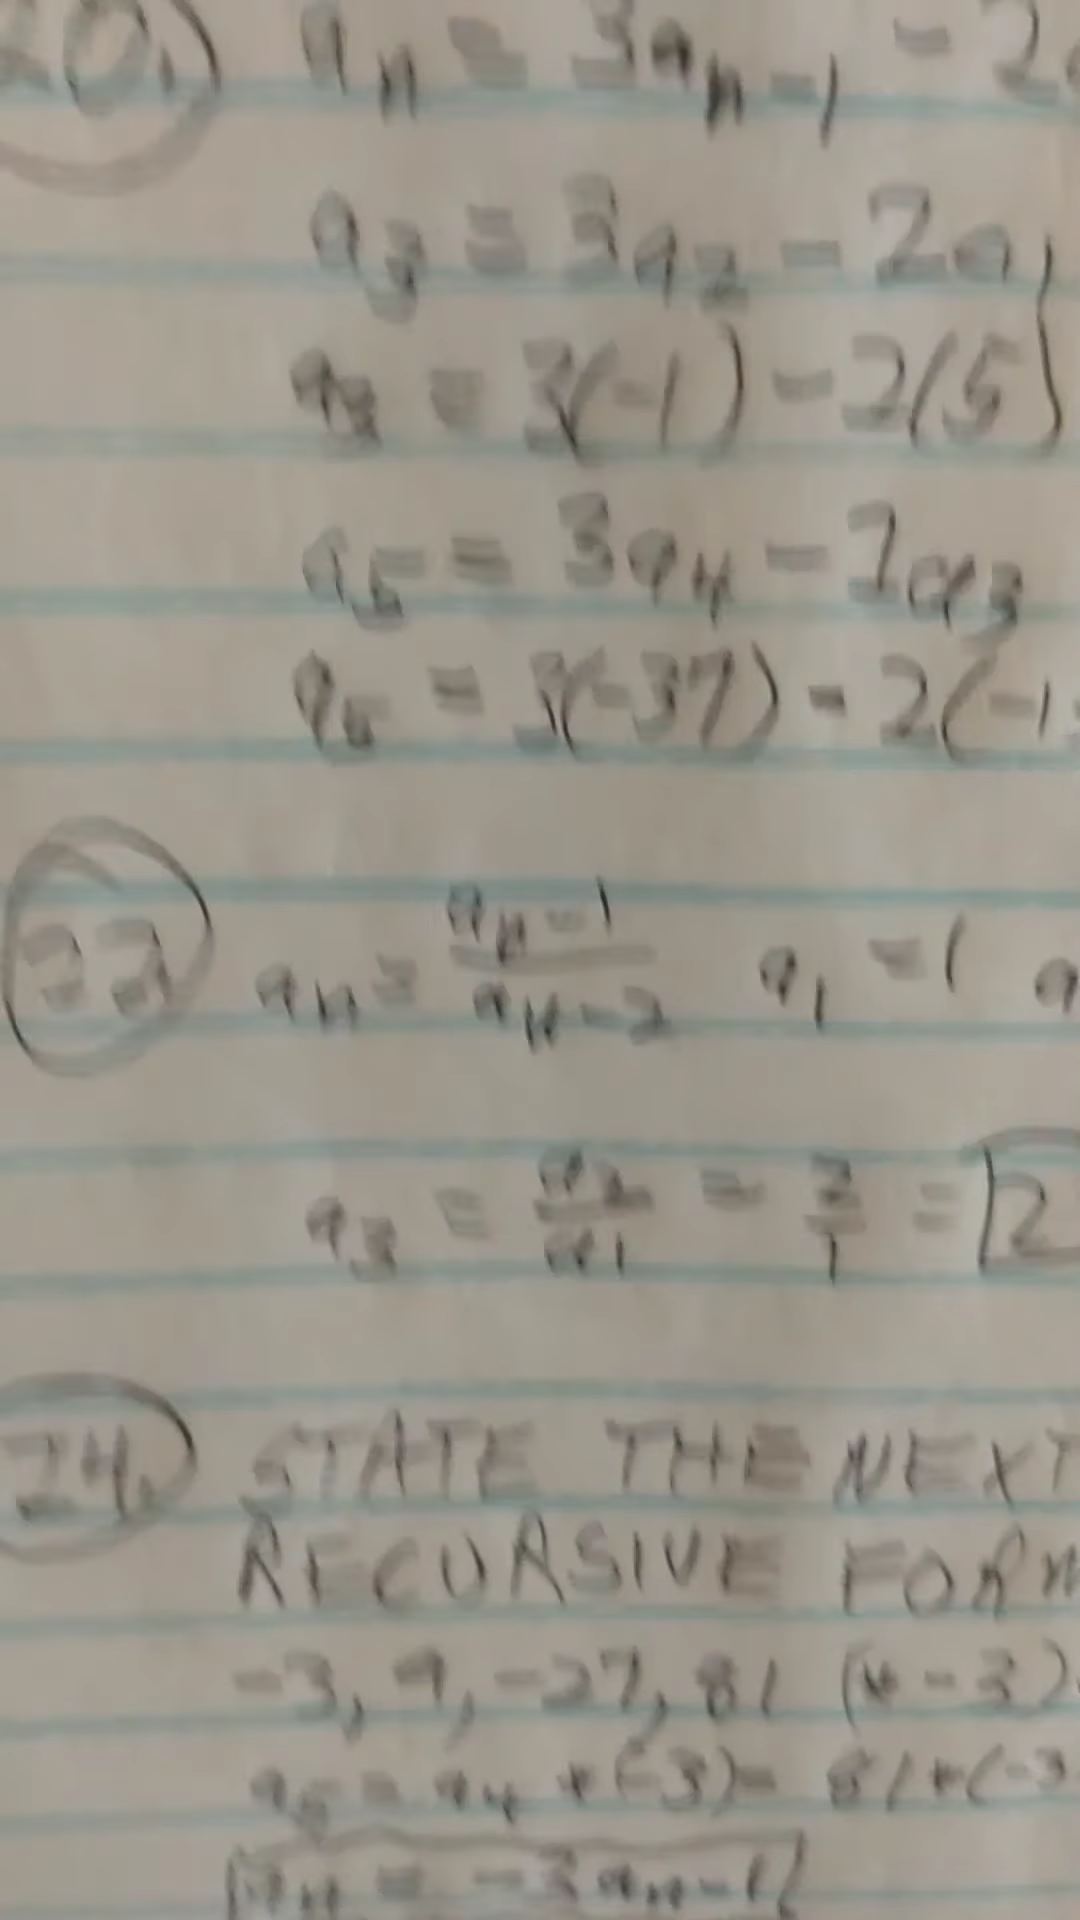 20. aₙ = 3aₙ₋₁ - 2
a₃ = 3a₂ - 2a₁
a₃ = 3(-1) - 2(5)
a₅ = 3a₄ - 2a₃
a₅ = 3(-37) - 2(-1
22 aₙ = aₙ₋₁/aₙ₋₂ a₁ = 1 a
a₃ = a₂/a₁ = 2/1 = 2
24. STATE THE NEXT
RECURSIVE FORM
-3, 9, -27, 81 (* -3)
a₅ = a₄ * (-3) = 81 * (-3
aₙ = -3aₙ₋₁